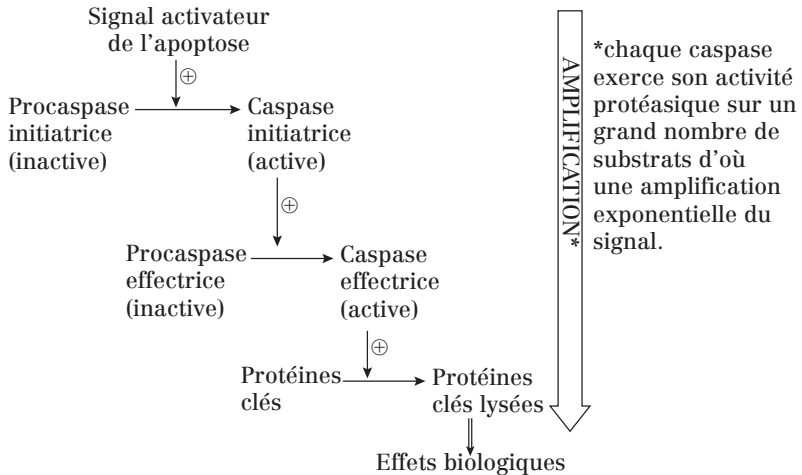 Signal activateur
de l'apoptose
⊕
Procaspase
initiatrice
(inactive)
Caspase
initiatrice
(active)
⊕
Procaspase
effectrice
(inactive)
Caspase
effectrice
(active)
⊕
Protéines
clés
Protéines
clés lysées
Effets biologiques
AMPLIFICATION*
*chaque caspase
exerce son activité
protéasique sur un
grand nombre de
substrats d'où
une amplification
exponentielle du
signal.